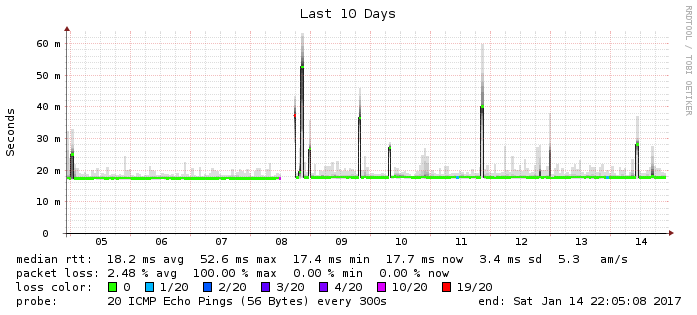 Last 10 Days
RRDTOOL / TOBI OETIKER
Seconds
60 m
50 m
40 m
30 m
20 m
10 m
0
05 06 07 08 09 10 11 12 13 14
median rtt: 18.2 ms avg 52.6 ms max 17.4 ms min 17.7 ms now 3.4 ms sd 5.3 am/s
packet loss: 2.48 % avg 100.00 % max 0.00 % min 0.00 % now
loss color: 0 1/20 2/20 3/20 4/20 10/20 19/20
probe: 20 ICMP Echo Pings (56 Bytes) every 300s end: Sat Jan 14 22:05:08 2017